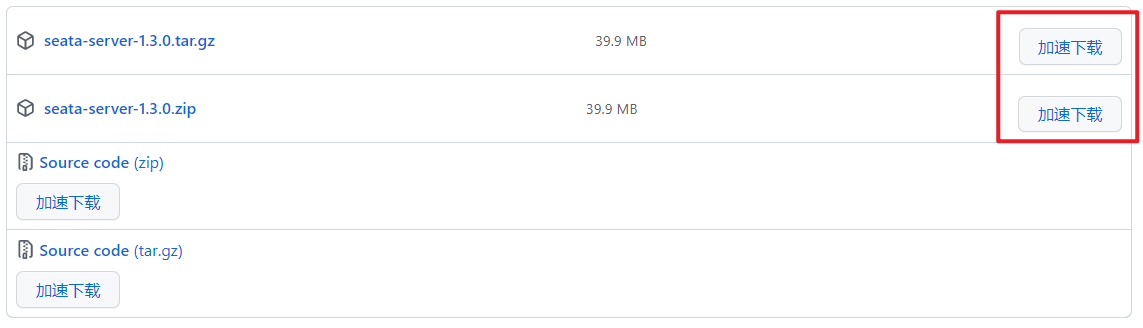 seata-server-1.3.0.tar.gz 39.9 MB 加速下载
seata-server-1.3.0.zip 39.9 MB 加速下载
Source code (zip)
加速下载
Source code (tar.gz)
加速下载